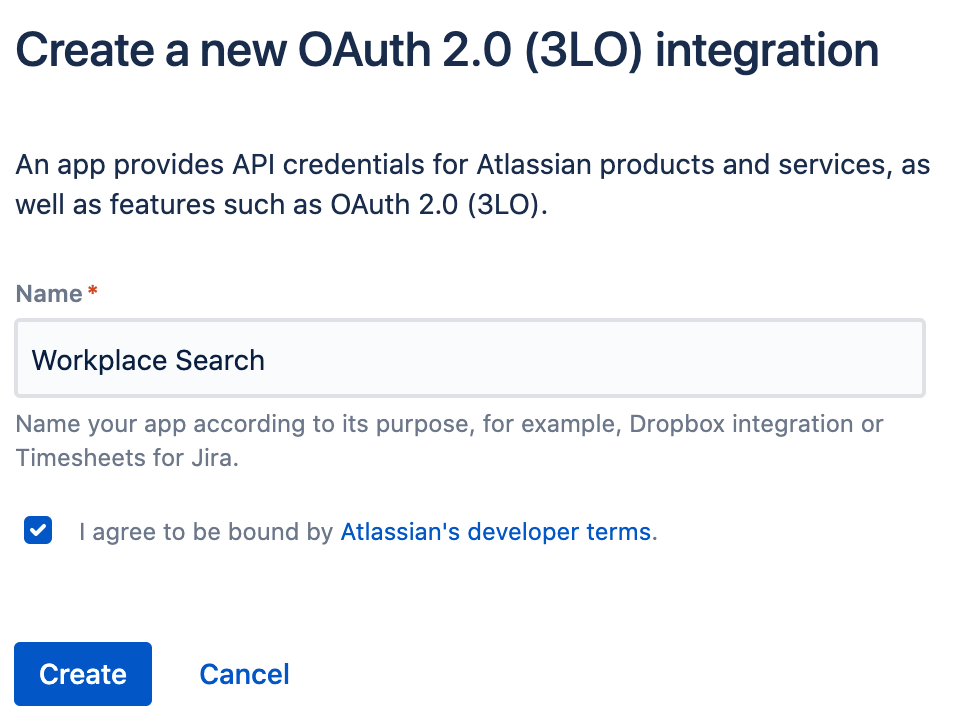 Create a new OAuth 2.0 (3LO) integration
An app provides API credentials for Atlassian products and services, as
well as features such as OAuth 2.0 (3LO).
Name *
Workplace Search
Name your app according to its purpose, for example, Dropbox integration or
Timesheets for Jira.
I agree to be bound by Atlassian's developer terms.
Create Cancel